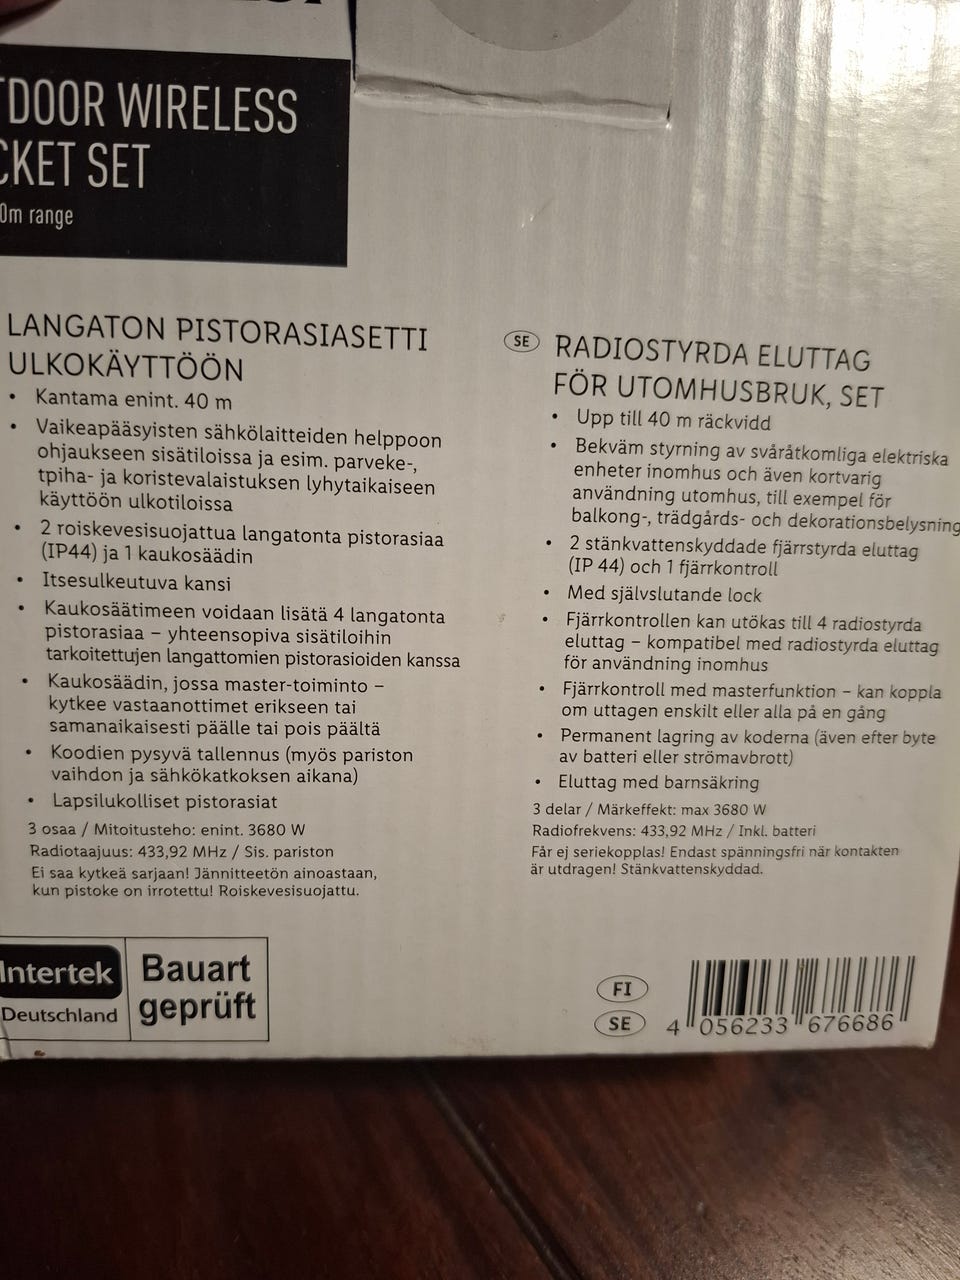 DOOR WIRELESS
CKET SET
0m range
LANGATON PISTORASIASETTI
ULKOKÄYTTÖÖN
• Kantama enint. 40 m
• Vaikeapääsyisten sähkölaitteiden helppoon
ohjaukseen sisätiloissa ja esim. parveke-,
tpiha- ja koristevalaistuksen lyhytaikaiseen
käyttöön ulkotiloissa
• 2 roiskevesisuojattua langatonta pistorasiaa
(IP44) ja 1 kaukosäädin
• Itsesulkeutuva kansi
• Kaukosäätimeen voidaan lisätä 4 langatonta
pistorasiaa – yhteensopiva sisätiloihin
tarkoitettujen langattomien pistorasioiden kanssa
• Kaukosäädin, jossa master-toiminto –
kytkee vastaanottimet erikseen tai
samanaikaisesti päälle tai pois päältä
• Koodien pysyvä tallennus (myös pariston
vaihdon ja sähkökatkoksen aikana)
• Lapsilukolliset pistorasiat
3 osaa / Mitoitusteho: enint. 3680 W
Radiotaajuus: 433,92 MHz / Sis. pariston
Ei saa kytkeä sarjaan! Jännitteetön ainoastaan,
kun pistoke on irrotettu! Roiskevesisuojattu.
SE RADIOSTYRDA ELUTTAG
FÖR UTOMHUSBRUK, SET
• Upp till 40 m räckvidd
• Bekväm styrning av svåråtkomliga elektriska
enheter inomhus och även kortvarig
användning utomhus, till exempel för
balkong-, trädgårds- och dekorationsbelysning
• 2 stänkvattenskyddade fjärrstyrda eluttag
(IP 44) och 1 fjärrkontroll
• Med självslutande lock
• Fjärrkontrollen kan utökas till 4 radiostyrda
eluttag – kompatibel med radiostyrda eluttag
för användning inomhus
• Fjärrkontroll med masterfunktion – kan koppla
om uttagen enskilt eller alla på en gång
• Permanent lagring av koderna (även efter byte
av batteri eller strömavbrott)
• Eluttag med barnsäkring
3 delar / Märkeffekt: max 3680 W
Radiofrekvens: 433,92 MHz / Inkl. batteri
Får ej seriekopplas! Endast spänningsfri när kontakten
är utdragen! Stänkvattenskyddad.
Intertek
Deutschland
Bauart
geprüft
FI
SE
4 056233 676686